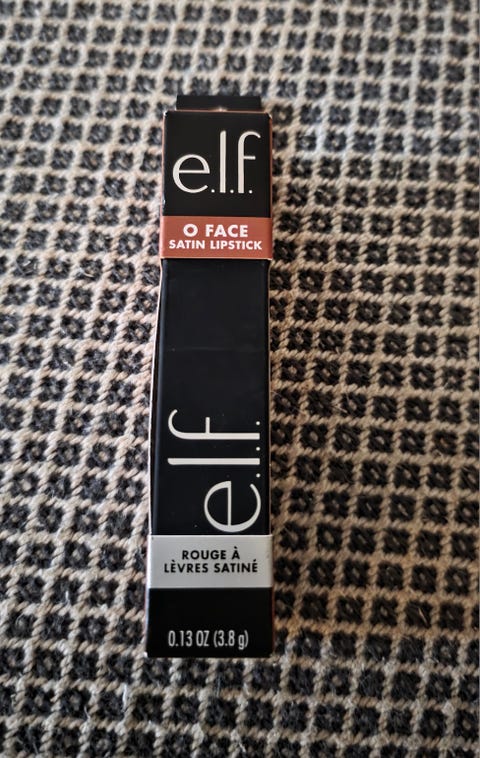 e.l.f.
O FACE
SATIN LIPSTICK
e.l.f.
ROUGE À
LÈVRES SATINÉ
0.13 OZ (3.8 g)